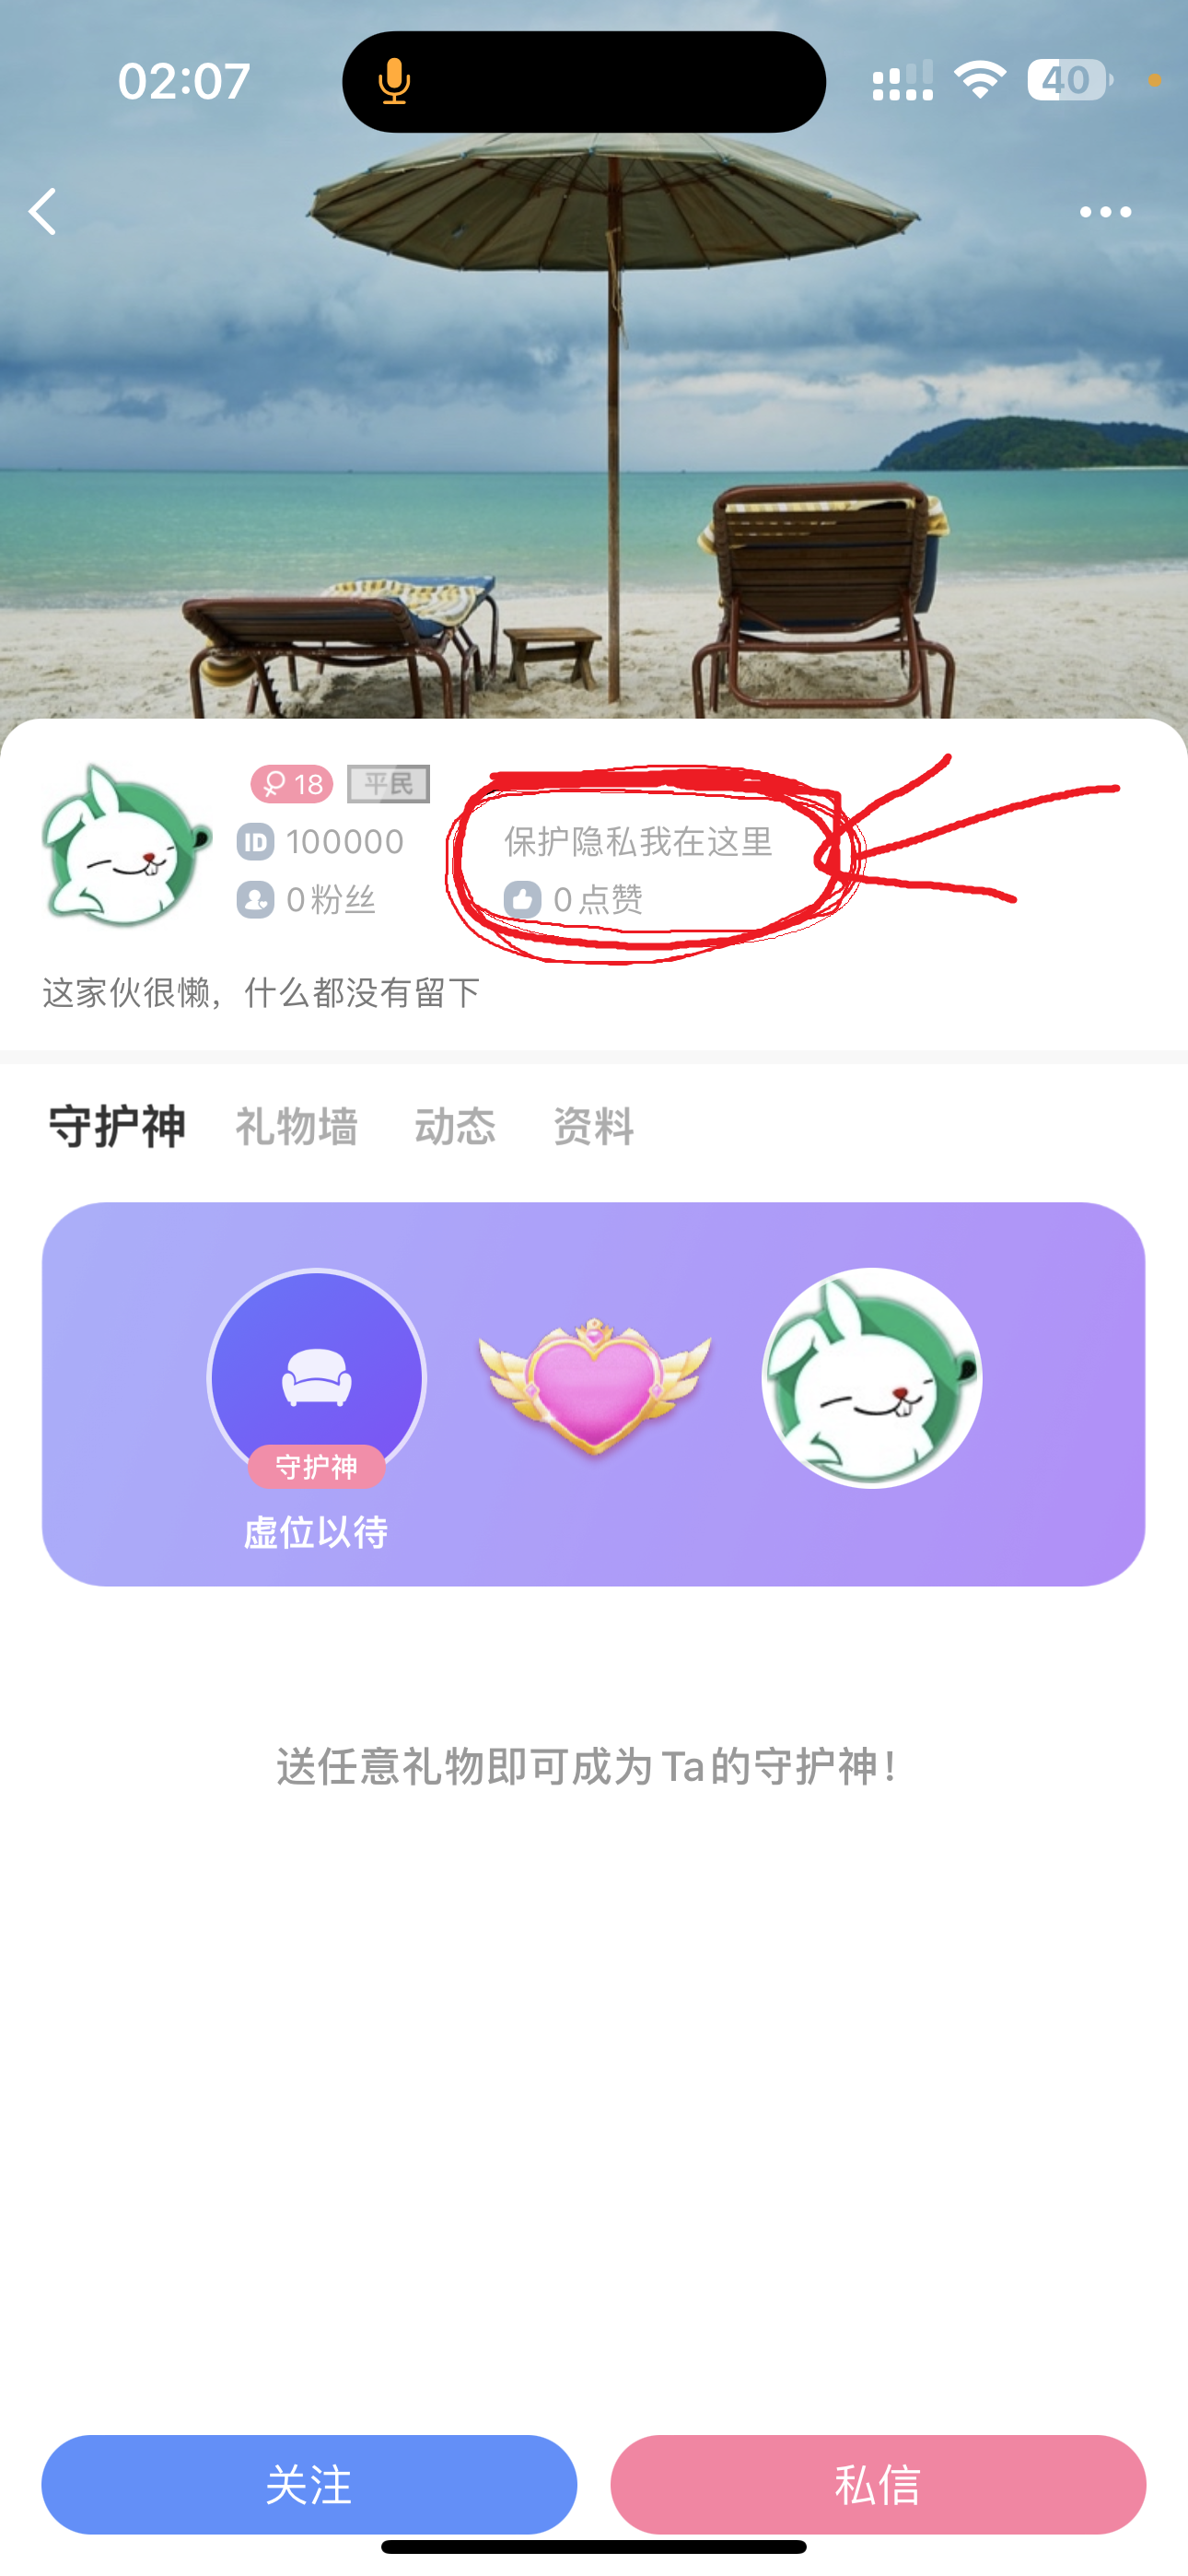 02:07
40
18 平民
ID 100000 保护隐私我在这里
0粉丝 0点赞
这家伙很懒，什么都没有留下
守护神 礼物墙 动态 资料
守护神
虚位以待
送任意礼物即可成为Ta的守护神！
关注 私信